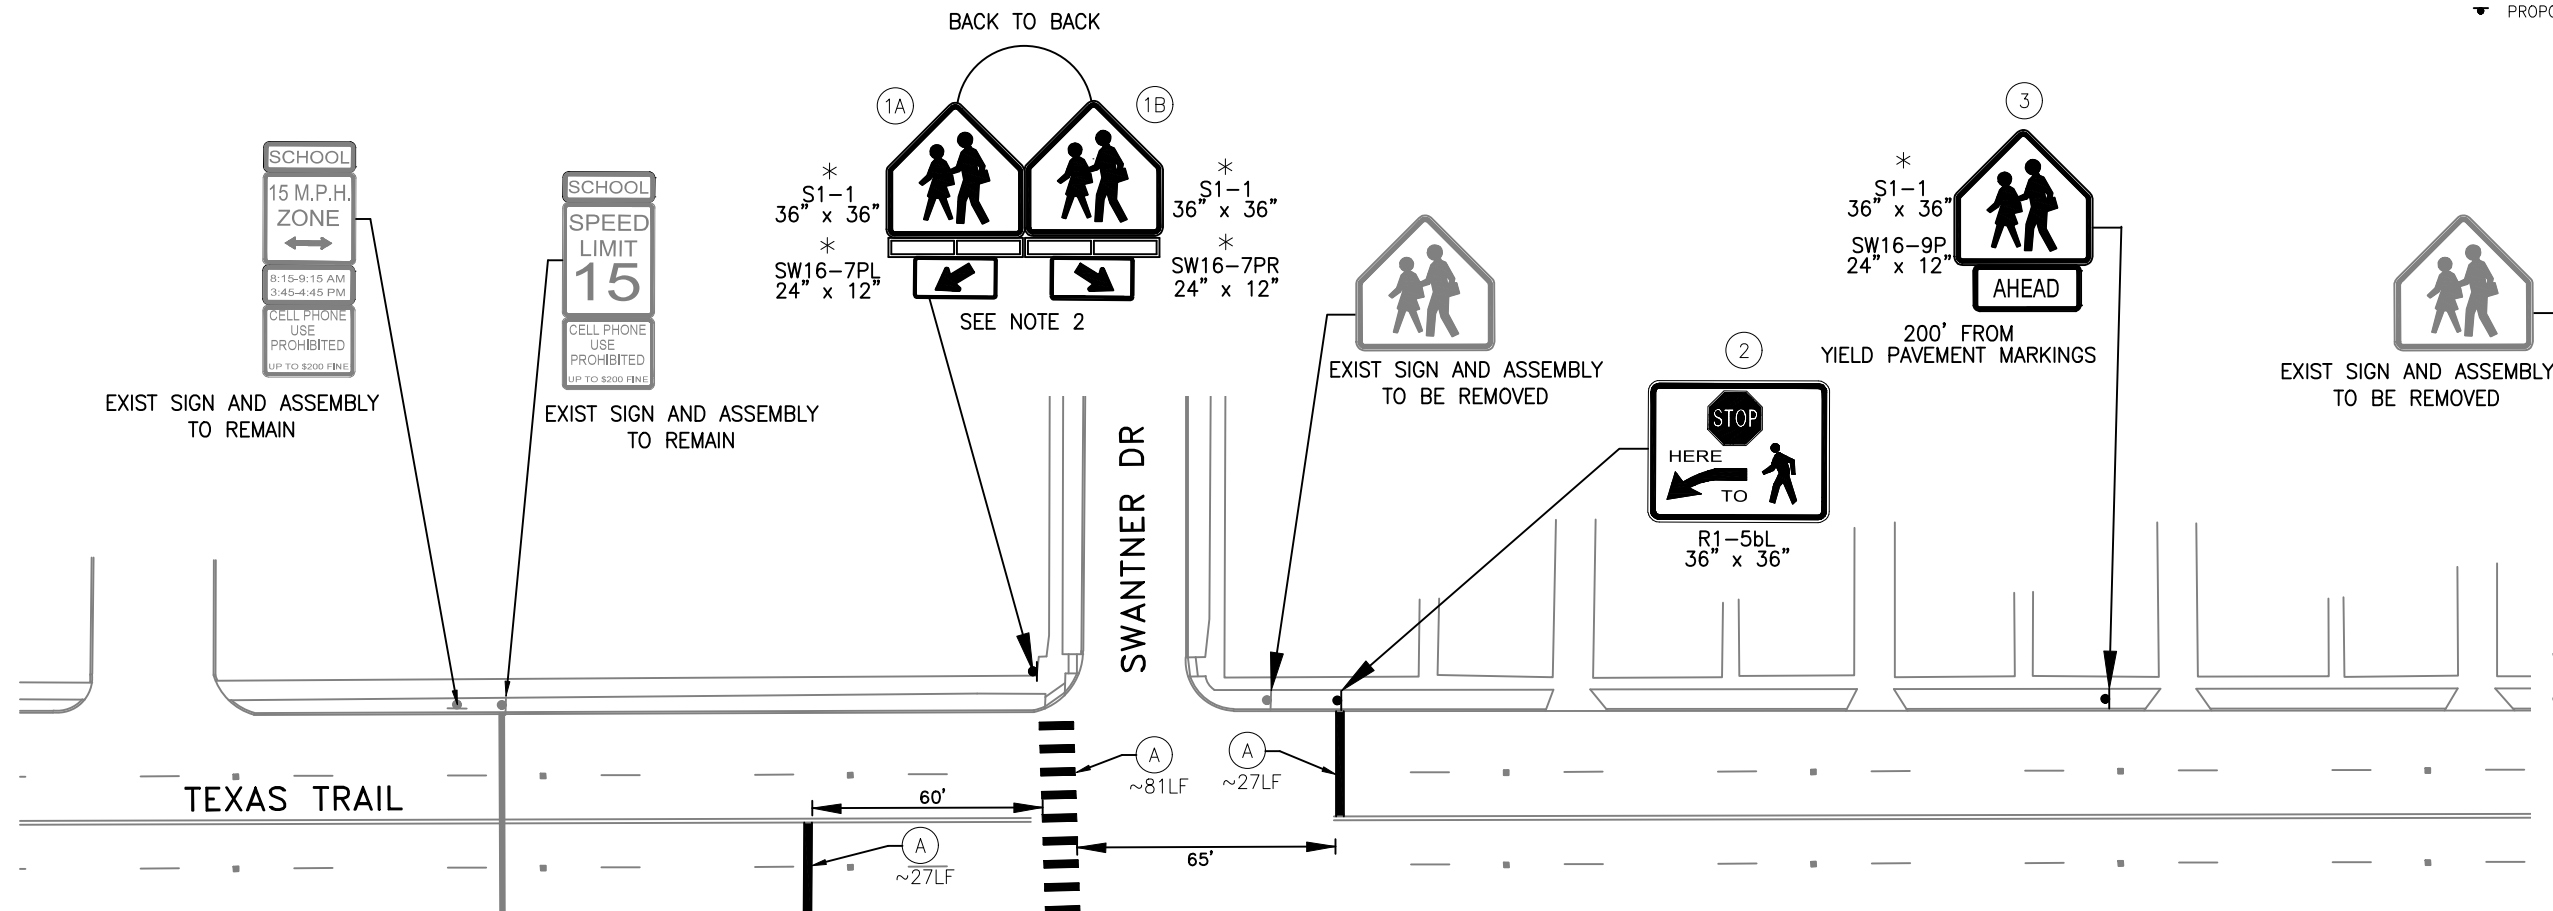 BACK TO BACK
PROPO
1A
1B
3
SCHOOL
15 M.P.H.
ZONE
8:15-9:15 AM
3:45-4:45 PM
CELL PHONE
USE
PROHIBITED
UP TO $200 FINE
EXIST SIGN AND ASSEMBLY
TO REMAIN
SCHOOL
SPEED
LIMIT
15
CELL PHONE
USE
PROHIBITED
UP TO $200 FINE
EXIST SIGN AND ASSEMBLY
TO REMAIN
*
S1-1
36" x 36"
*
SW16-7PL
24" x 12"
*
S1-1
36" x 36"
*
SW16-7PR
24" x 12"
SEE NOTE 2
EXIST SIGN AND ASSEMBLY
TO BE REMOVED
2
STOP
HERE
TO
R1-5bL
36" x 36"
*
S1-1
36" x 36"
SW16-9P
24" x 12"
AHEAD
200' FROM
YIELD PAVEMENT MARKINGS
EXIST SIGN AND ASSEMBLY
TO BE REMOVED
SWANTNER DR
TEXAS TRAIL
60'
A
~27LF
A
~81LF
A
~27LF
65'